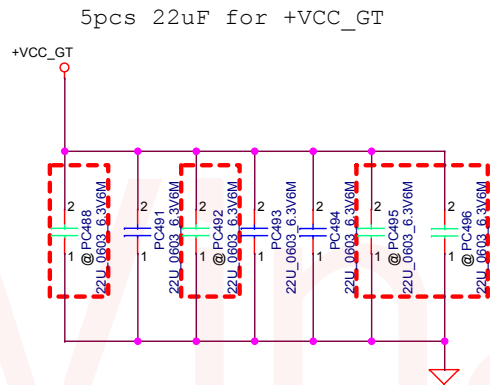 5pcs 22uF for +VCC_GT
+VCC_GT
2
1
@PC488
22U_0603_6.3V6M
2
1
PC491
22U_0603_6.3V6M
2
1
@PC492
22U_0603_6.3V6M
2
1
PC493
22U_0603_6.3V6M
2
1
PC494
22U_0603_6.3V6M
2
1
@PC495
22U_0603_6.3V6M
2
1
@PC496
22U_0603_6.3V6M